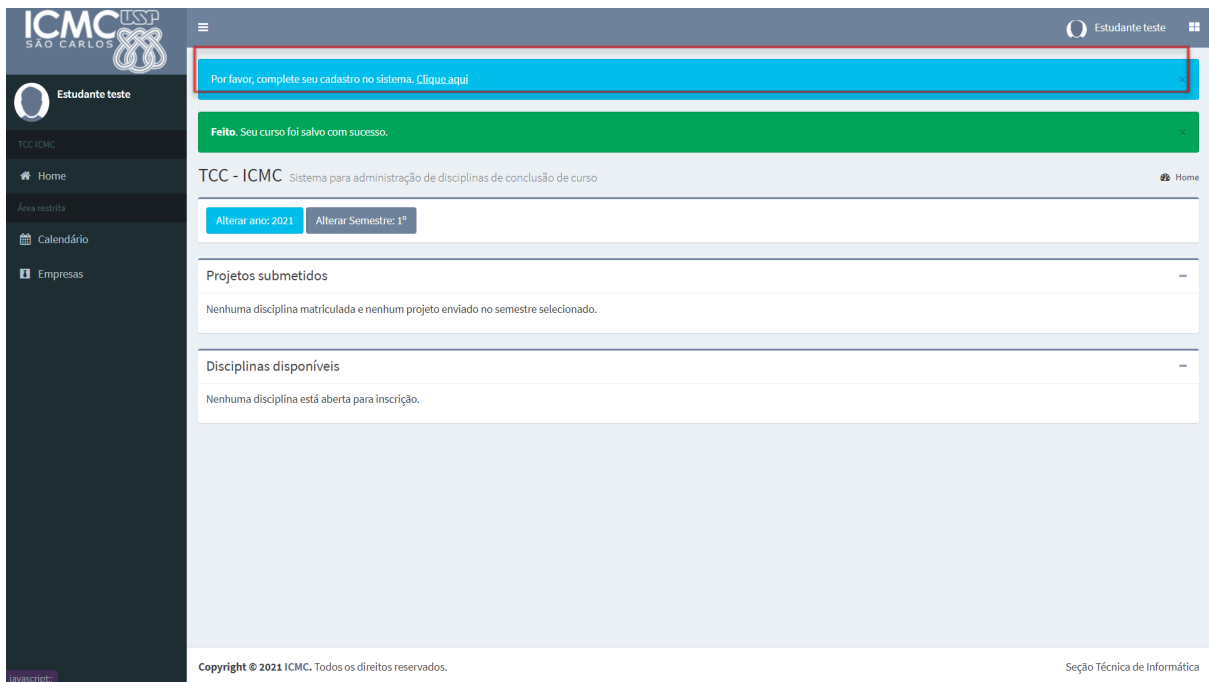 ICMC USP
SÃO CARLOS
Estudante teste
Por favor, complete seu cadastro no sistema. Clique aqui
×
Estudante teste
Feito. Seu curso foi salvo com sucesso.
×
TCC ICMC
Home
TCC - ICMC Sistema para administração de disciplinas de conclusão de curso
Home
Área restrita
Alterar ano: 2021 Alterar Semestre: 1º
Calendário
Empresas
Projetos submetidos
Nenhuma disciplina matriculada e nenhum projeto enviado no semestre selecionado.
Disciplinas disponíveis
Nenhuma disciplina está aberta para inscrição.
Copyright © 2021 ICMC. Todos os direitos reservados.
Seção Técnica de Informática
javascript:;